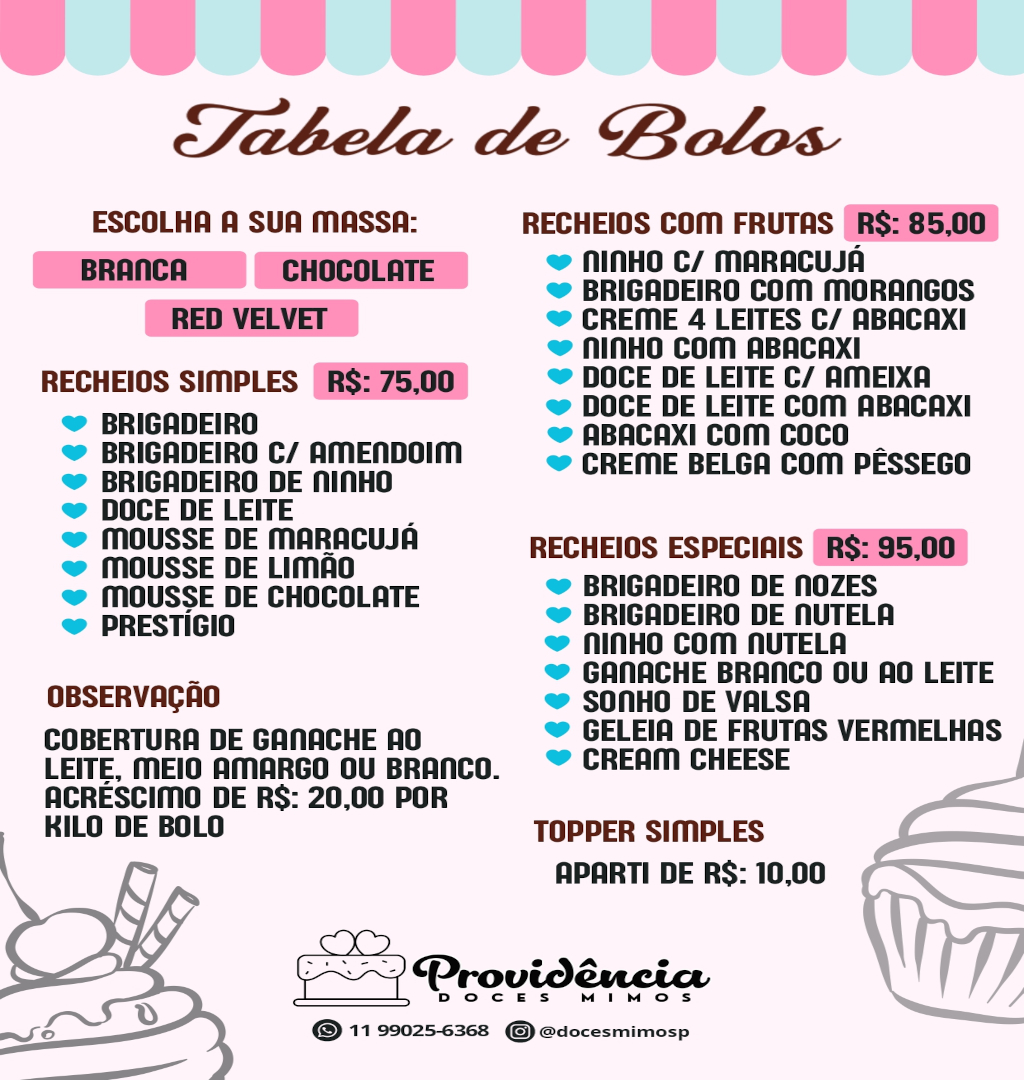 Tabela de Bolos
ESCOLHA A SUA MASSA:
BRANCA
CHOCOLATE
RED VELVET
RECHEIOS SIMPLES R$: 75,00
BRIGADEIRO
BRIGADEIRO C/ AMENDOIM
BRIGADEIRO DE NINHO
DOCE DE LEITE
MOUSSE DE MARACUJÁ
MOUSSE DE LIMÃO
MOUSSE DE CHOCOLATE
PRESTÍGIO
OBSERVAÇÃO
COBERTURA DE GANACHE AO
LEITE, MEIO AMARGO OU BRANCO.
ACRÉSCIMO DE R$: 20,00 POR
KILO DE BOLO
RECHEIOS COM FRUTAS R$: 85,00
NINHO C/ MARACUJÁ
BRIGADEIRO COM MORANGOS
CREME 4 LEITES C/ ABACAXI
NINHO COM ABACAXI
DOCE DE LEITE C/ AMEIXA
DOCE DE LEITE COM ABACAXI
ABACAXI COM COCO
CREME BELGA COM PÊSSEGO
RECHEIOS ESPECIAIS R$: 95,00
BRIGADEIRO DE NOZES
BRIGADEIRO DE NUTELA
NINHO COM NUTELA
GANACHE BRANCO OU AO LEITE
SONHO DE VALSA
GELEIA DE FRUTAS VERMELHAS
CREAM CHEESE
TOPPER SIMPLES
APARTI DE R$: 10,00
Providência
DOCES MIMOS
11 99025-6368 @docesmimosp